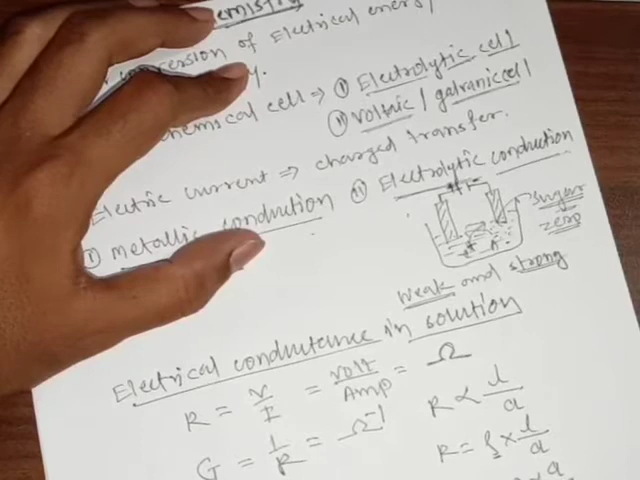 conversion of Electrical energy
cell ⇒ ① Electrolytic cell
② voltaic / galvanic cell
Electric current ⇒ charged transfer.
① Metallic conduction ② Electrolytic conduction
sugar
zero
weak and strong
Electrical conductance in solution
R = V/I = volt/Amp = Ω
G = 1/R = Ω⁻¹
R ∝ l/a
R = ρ × l/a